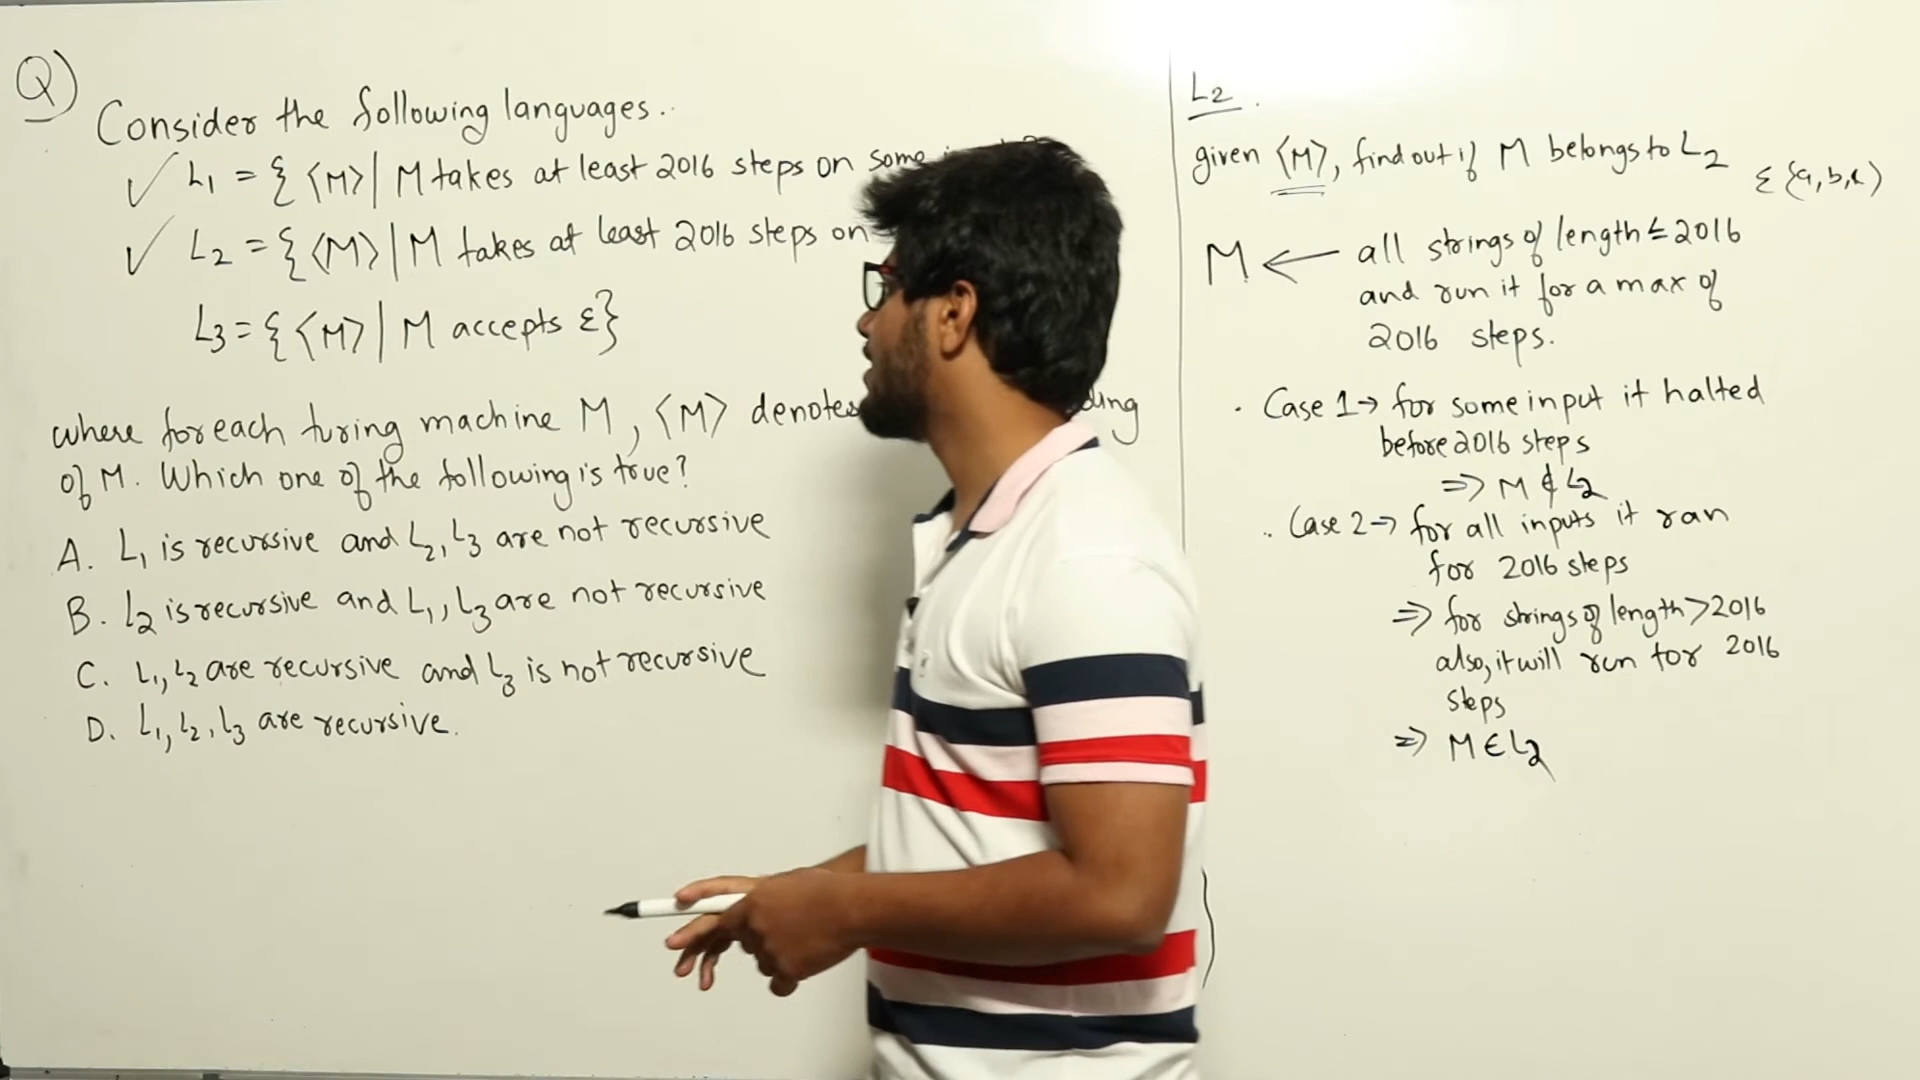 Q)
Consider the following languages..
✓ L₁ = { ⟨M⟩ | M takes at least 2016 steps on some
✓ L₂ = { ⟨M⟩ | M takes at least 2016 steps on
L₃ = { ⟨M⟩ | M accepts ε}
where foreach turing machine M, ⟨M⟩ denotes
of M. Which one of the following is true?
A. L₁ is recursive and L₂, L₃ are not recursive
B. L₂ is recursive and L₁, L₃ are not recursive
C. L₁, L₂ are recursive and L₃ is not recursive
D. L₁, L₂, L₃ are recursive.
L₂.
given ⟨M⟩, find out if M belongs to L₂
M ← all strings of length ≤ 2016
and run it for a max of
2016 steps.
. Case 1 → for some input it halted
before 2016 steps
⇒ M ∉ L₂
.. Case 2 → for all inputs it ran
for 2016 steps
⇒ for strings of length > 2016
also, it will run for 2016
steps
⇒ M ∈ L₂